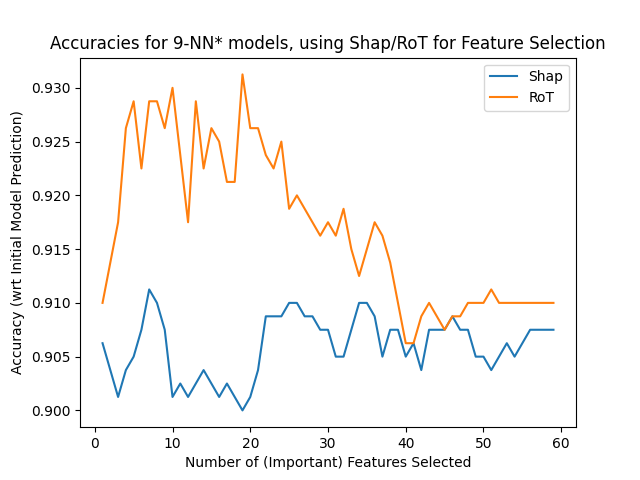 Accuracies for 9-NN* models, using Shap/RoT for Feature Selection
Shap
RoT
0.930
0.925
0.920
0.915
0.910
0.905
0.900
Accuracy (wrt Initial Model Prediction)
0
10
20
30
40
50
60
Number of (Important) Features Selected